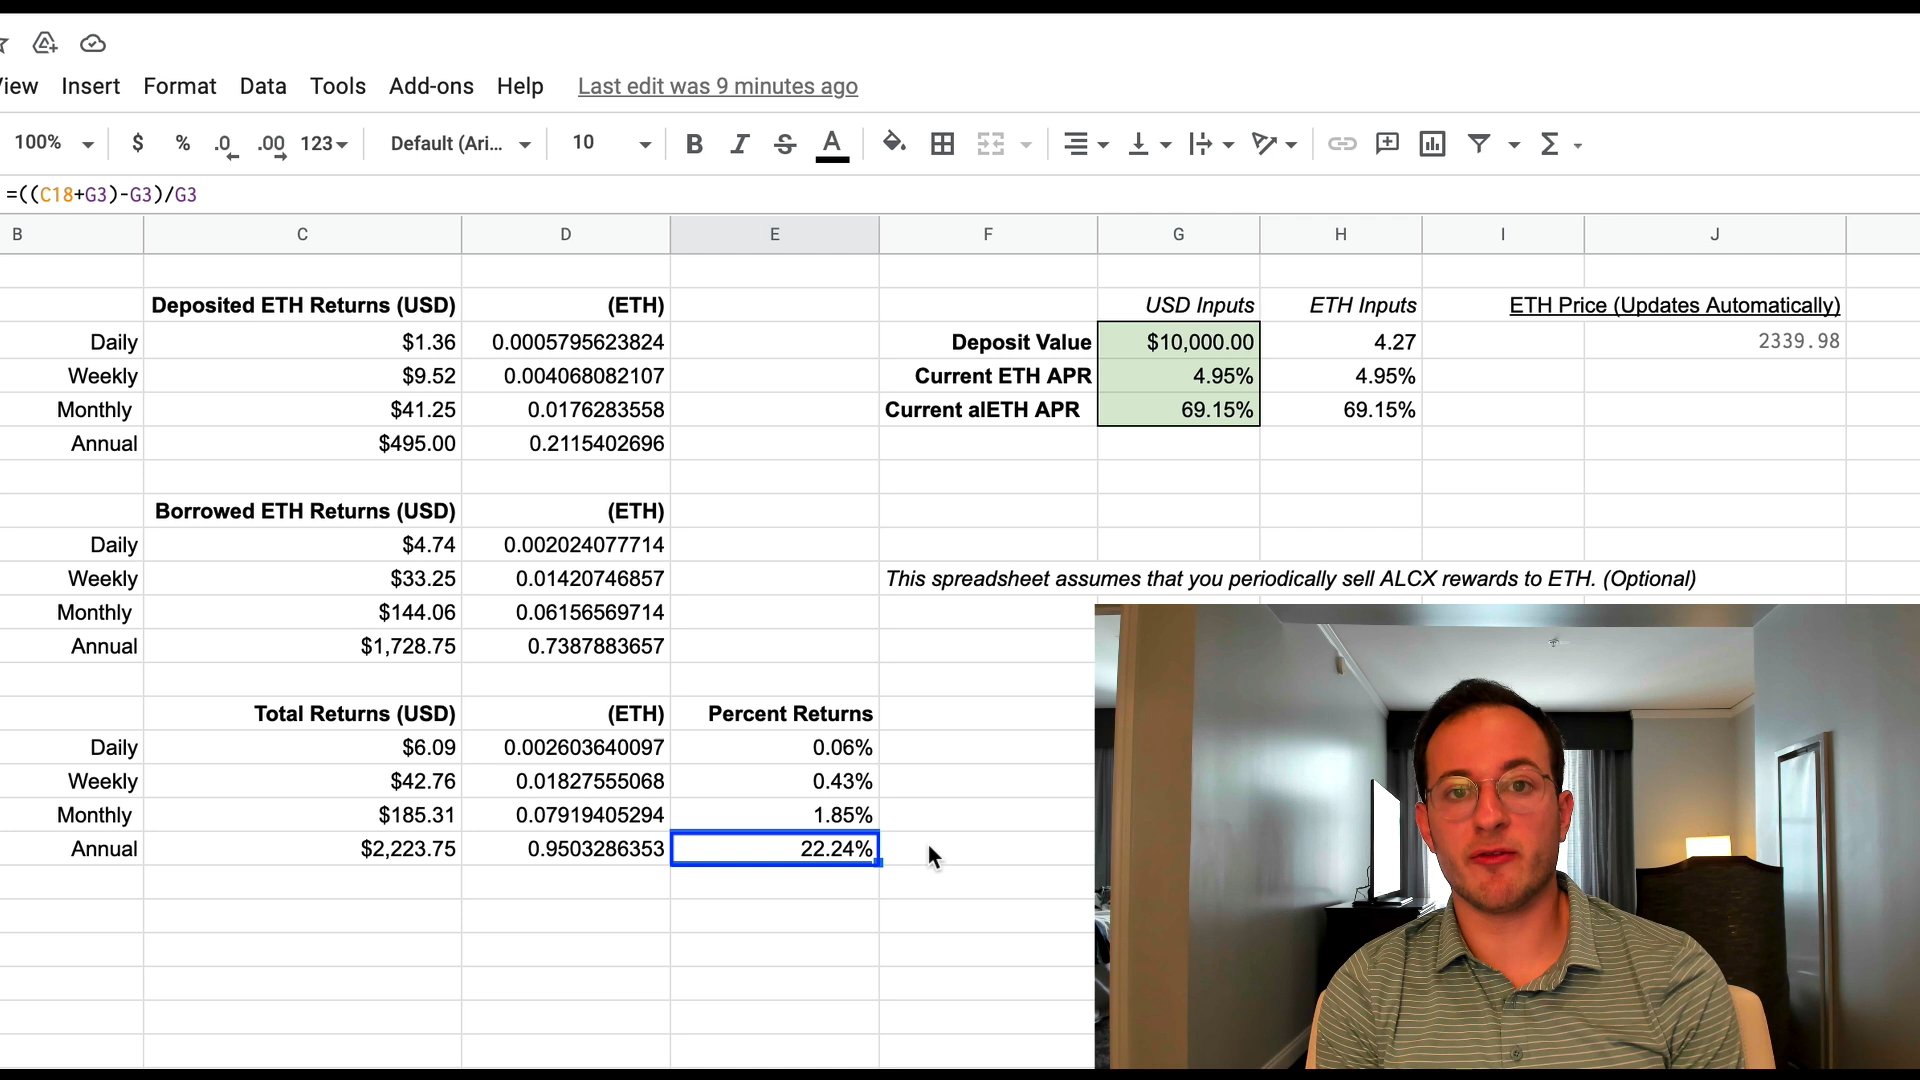 View Insert Format Data Tools Add-ons Help Last edit was 9 minutes ago
100% $ % .0 .00 123 Default (Ari... 10 B I S A
=((C18+G3)-G3)/G3
B C D E F G H I J
Deposited ETH Returns (USD) (ETH) USD Inputs ETH Inputs ETH Price (Updates Automatically)
Daily $1.36 0.0005795623824 Deposit Value $10,000.00 4.27 2339.98
Weekly $9.52 0.004068082107 Current ETH APR 4.95% 4.95%
Monthly $41.25 0.0176283558 Current alETH APR 69.15% 69.15%
Annual $495.00 0.2115402696
Borrowed ETH Returns (USD) (ETH)
Daily $4.74 0.002024077714
Weekly $33.25 0.01420746857 This spreadsheet assumes that you periodically sell ALCX rewards to ETH. (Optional)
Monthly $144.06 0.06156569714
Annual $1,728.75 0.7387883657
Total Returns (USD) (ETH) Percent Returns
Daily $6.09 0.002603640097 0.06%
Weekly $42.76 0.01827555068 0.43%
Monthly $185.31 0.07919405294 1.85%
Annual $2,223.75 0.9503286353 22.24%